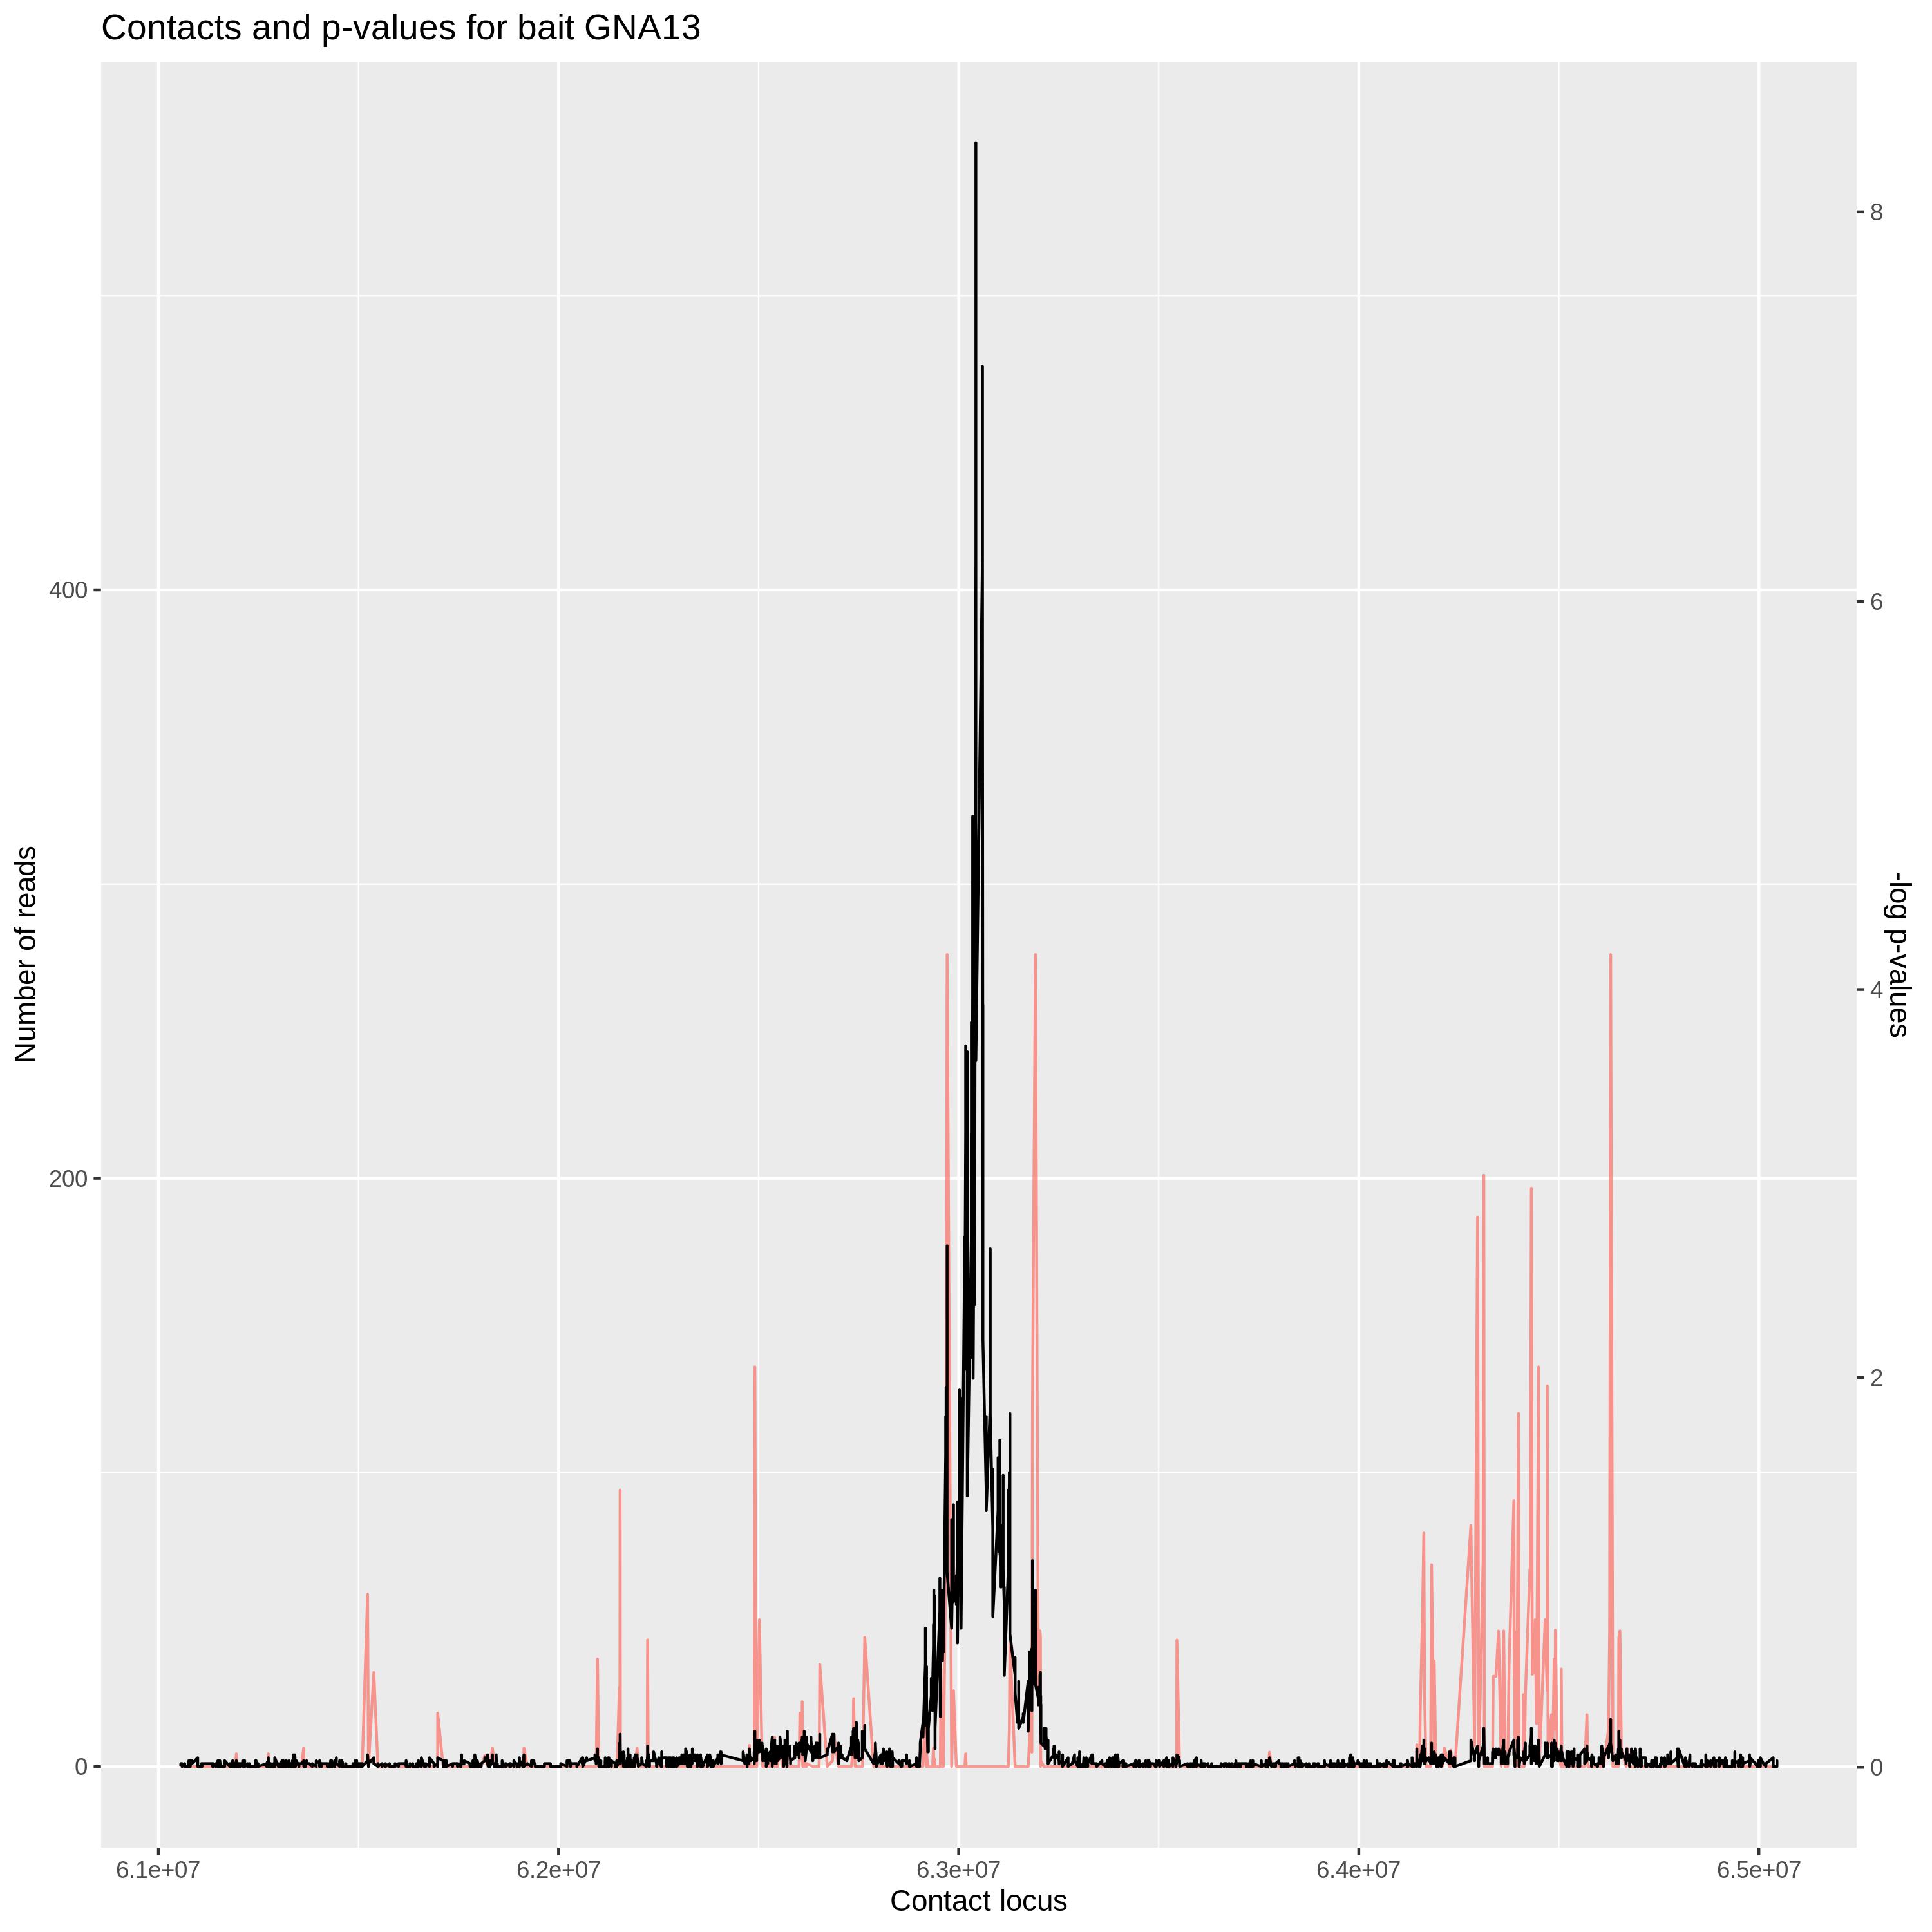 Contacts and p-values for bait GNA13
Number of reads
400
200
0
8
6
4
2
0
-log p-values
6.1e+07
6.2e+07
6.3e+07
6.4e+07
6.5e+07
Contact locus